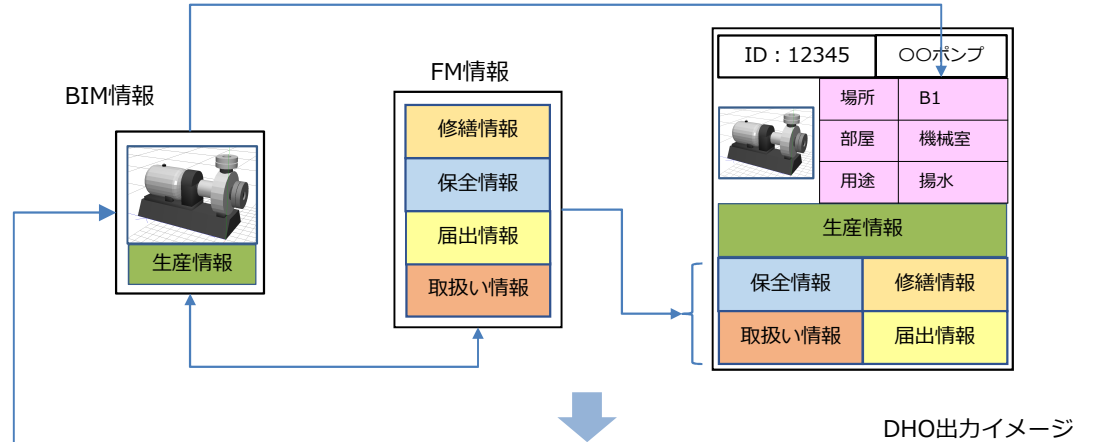 BIM情報
生産情報
FM情報
修繕情報
保全情報
届出情報
取扱い情報
ID：12345
〇〇ポンプ
場所 B1
部屋 機械室
用途 揚水
生産情報
保全情報 修繕情報
取扱い情報 届出情報
DHO出力イメージ